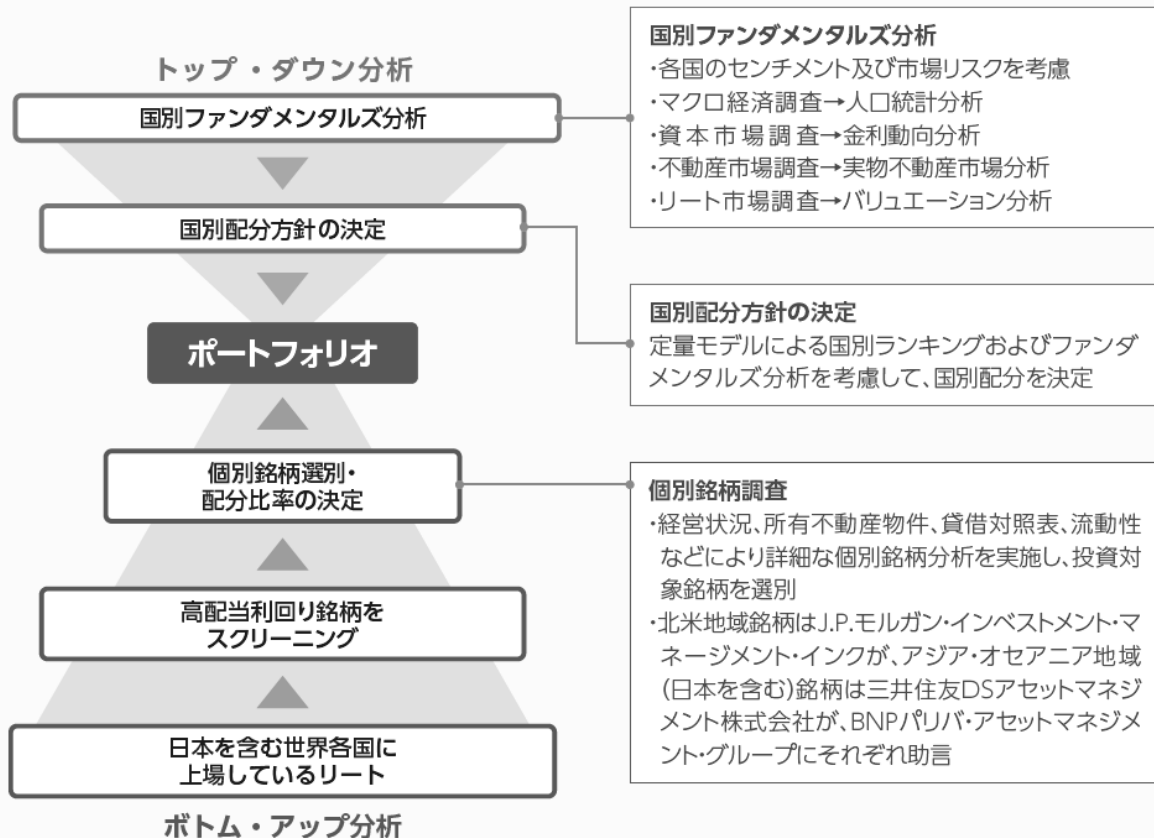 トップ・ダウン分析
国別ファンダメンタルズ分析
国別配分方針の決定
ポートフォリオ
個別銘柄選別・
配分比率の決定
高配当利回り銘柄を
スクリーニング
日本を含む世界各国に
上場しているリート
ボトム・アップ分析
国別ファンダメンタルズ分析
・各国のセンチメント及び市場リスクを考慮
・マクロ経済調査→人口統計分析
・資本市場調査→金利動向分析
・不動産市場調査→実物不動産市場分析
・リート市場調査→バリュエーション分析
国別配分方針の決定
定量モデルによる国別ランキングおよびファンダ
メンタルズ分析を考慮して、国別配分を決定
個別銘柄調査
・経営状況、所有不動産物件、貸借対照表、流動性
などにより詳細な個別銘柄分析を実施し、投資対
象銘柄を選別
・北米地域銘柄はJ.P.モルガン・インベストメント・マ
ネージメント・インクが、アジア・オセアニア地域
(日本を含む)銘柄は三井住友DSアセットマネジ
メント株式会社が、BNPパリバ・アセットマネジメ
ント・グループにそれぞれ助言